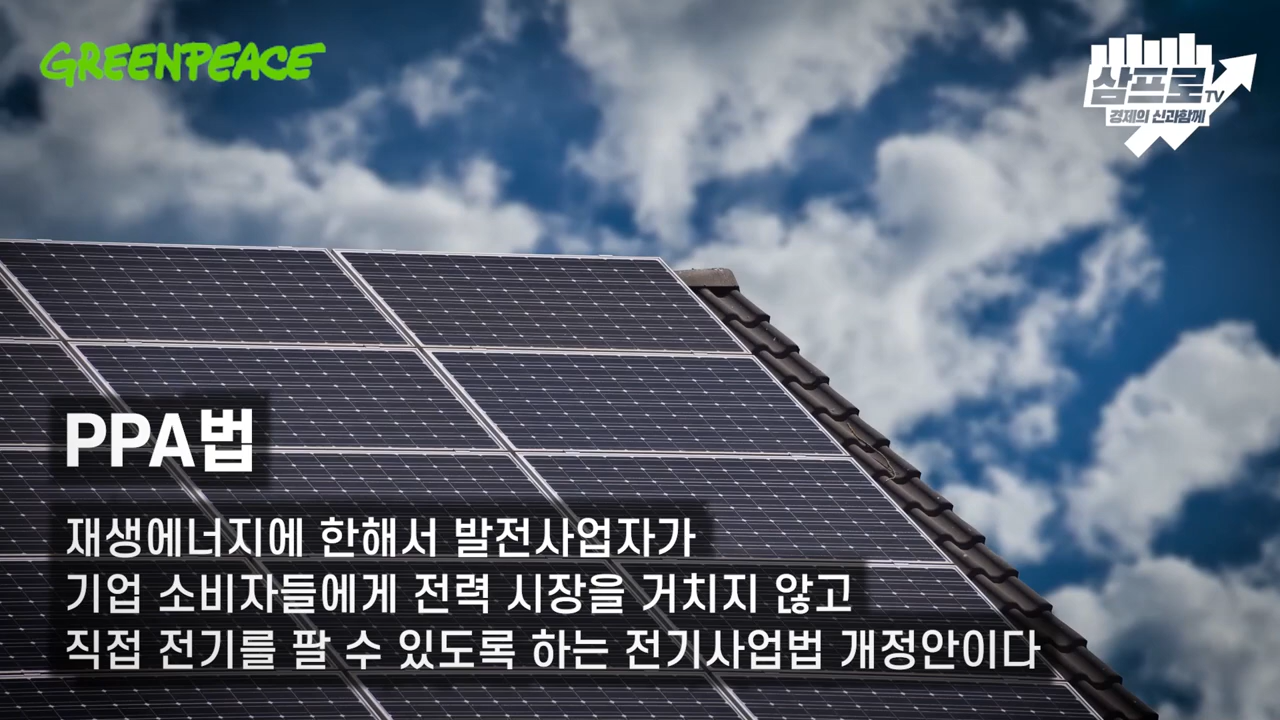 GREENPEACE
삼프로TV
경제의 신과함께
PPA법
재생에너지에 한해서 발전사업자가
기업 소비자들에게 전력 시장을 거치지 않고
직접 전기를 팔 수 있도록 하는 전기사업법 개정안이다